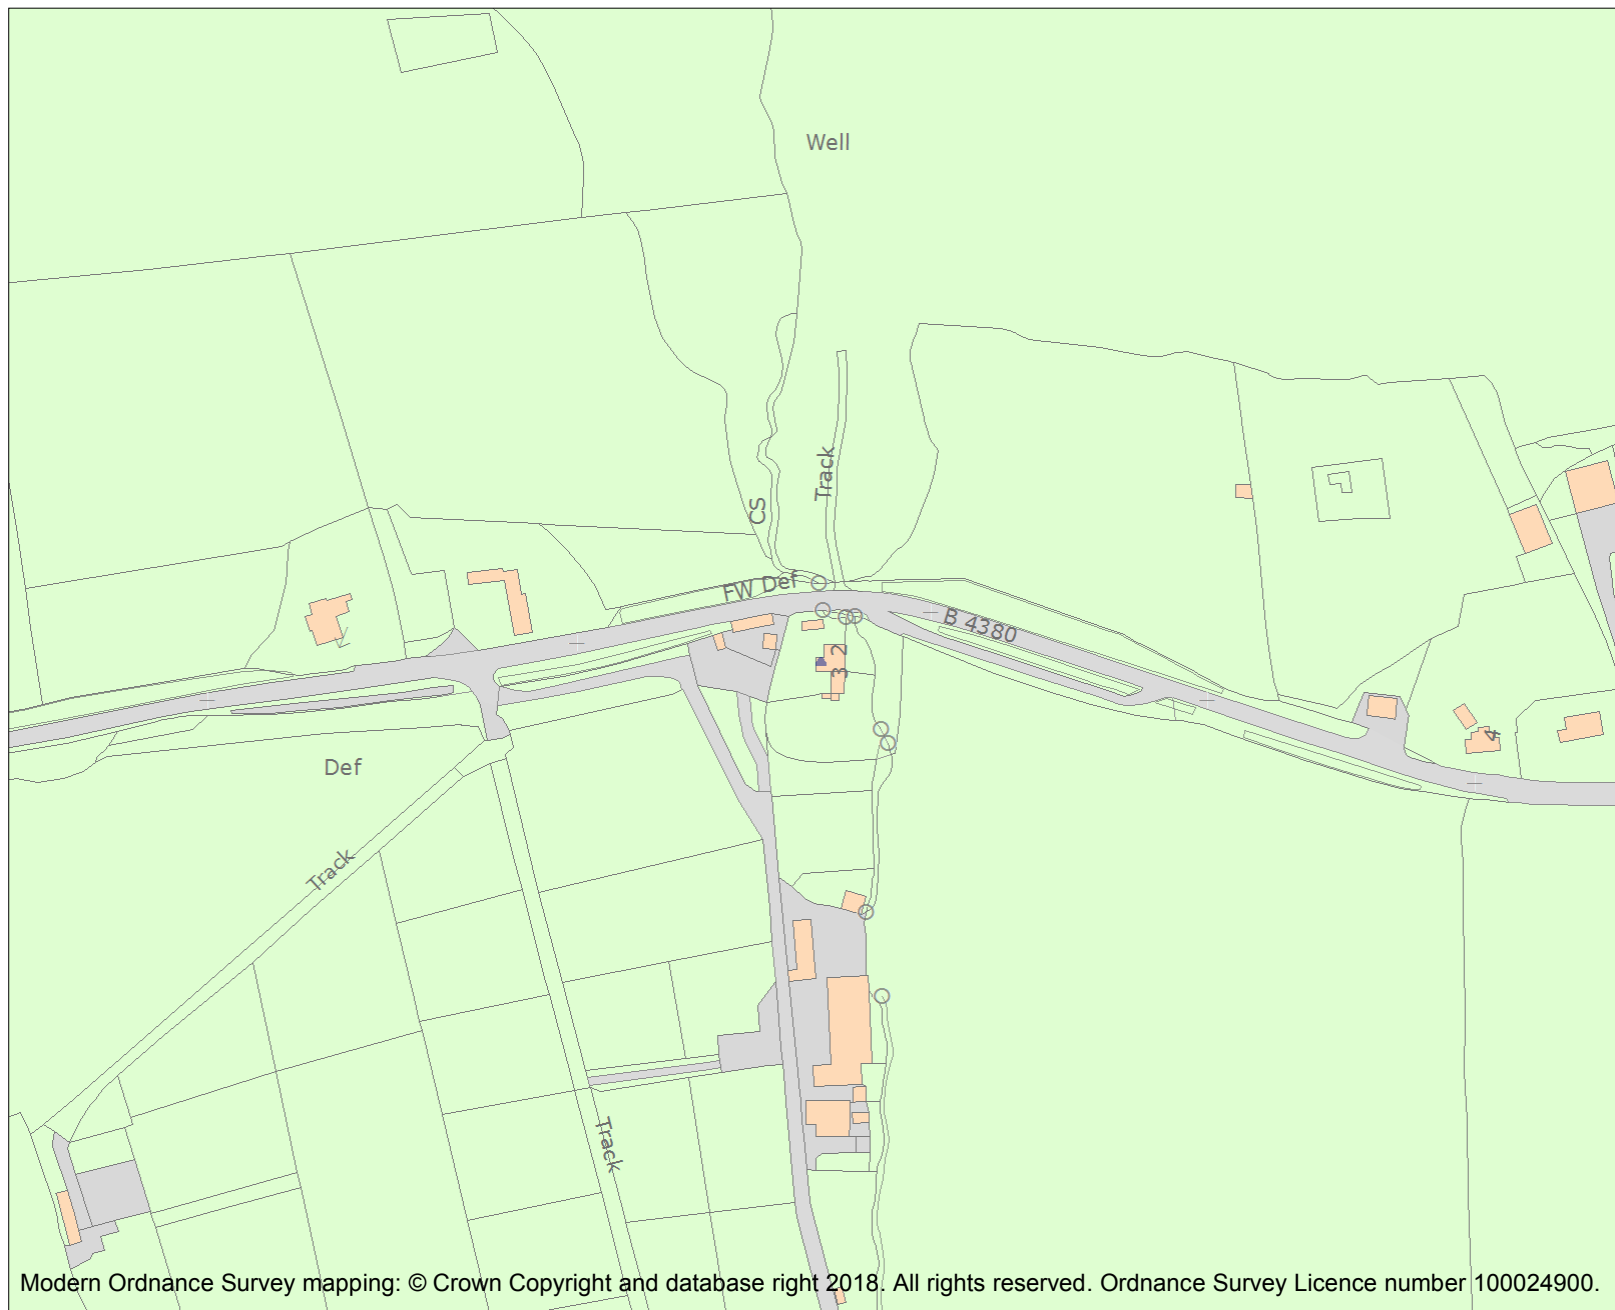 Well
Track
CS
FW Def
B 4380
2
3
4
Def
Track
Track
Modern Ordnance Survey mapping: © Crown Copyright and database right 2018. All rights reserved. Ordnance Survey Licence number 100024900.